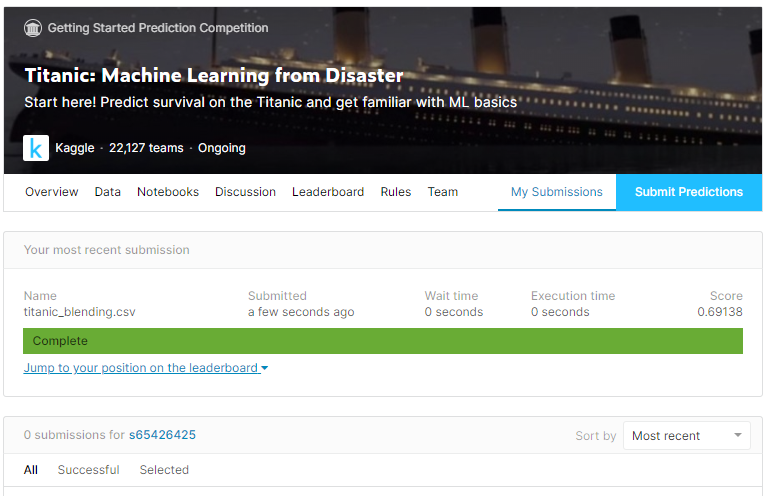 Getting Started Prediction Competition
Titanic: Machine Learning from Disaster
Start here! Predict survival on the Titanic and get familiar with ML basics
k Kaggle · 22,127 teams · Ongoing
Overview Data Notebooks Discussion Leaderboard Rules Team My Submissions Submit Predictions
Your most recent submission
Name Submitted Wait time Execution time Score
titanic_blending.csv a few seconds ago 0 seconds 0 seconds 0.69138
Complete
Jump to your position on the leaderboard
0 submissions for s65426425 Sort by Most recent
All Successful Selected